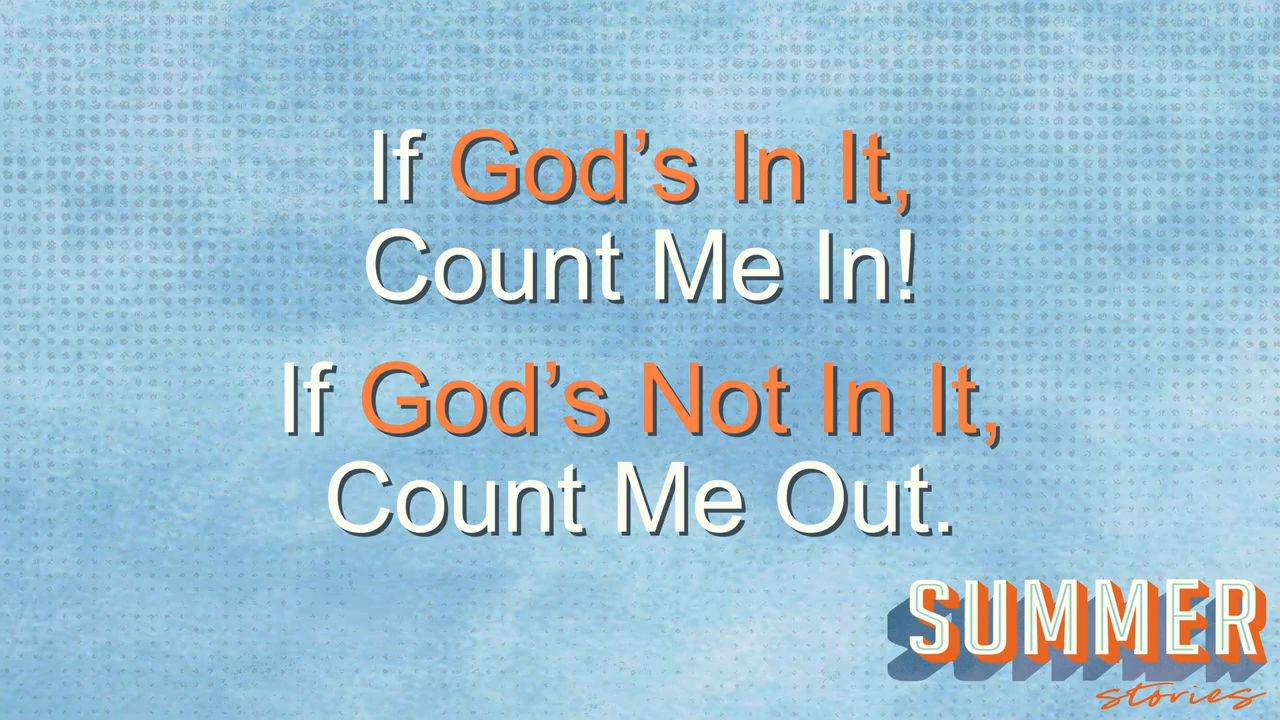 If God’s In It,
Count Me In!
If God’s Not In It,
Count Me Out.
SUMMER
stories